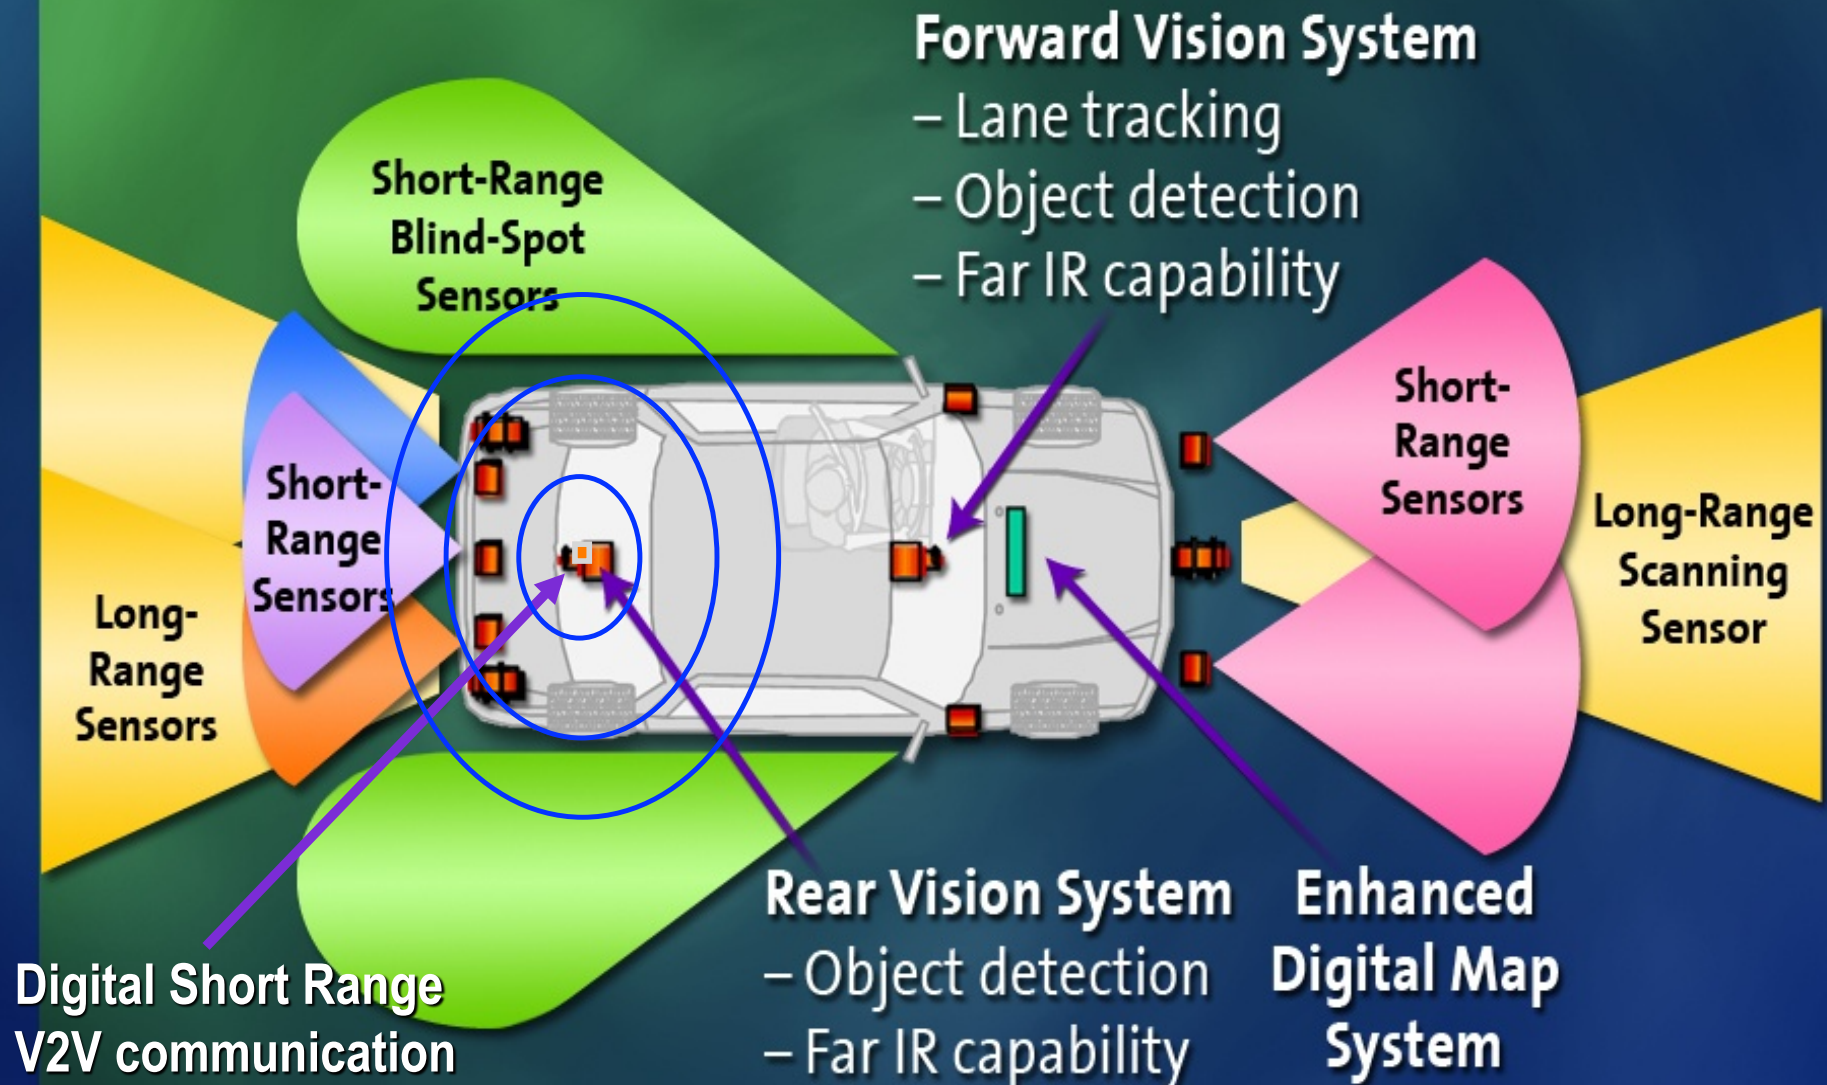 Forward Vision System
– Lane tracking
– Object detection
– Far IR capability
Short-Range
Blind-Spot
Sensors
Short-
Range
Sensors
Long-Range
Scanning
Sensor
Short-
Range
Sensors
Long-
Range
Sensors
Rear Vision System
– Object detection
– Far IR capability
Enhanced
Digital Map
System
Digital Short Range
V2V communication